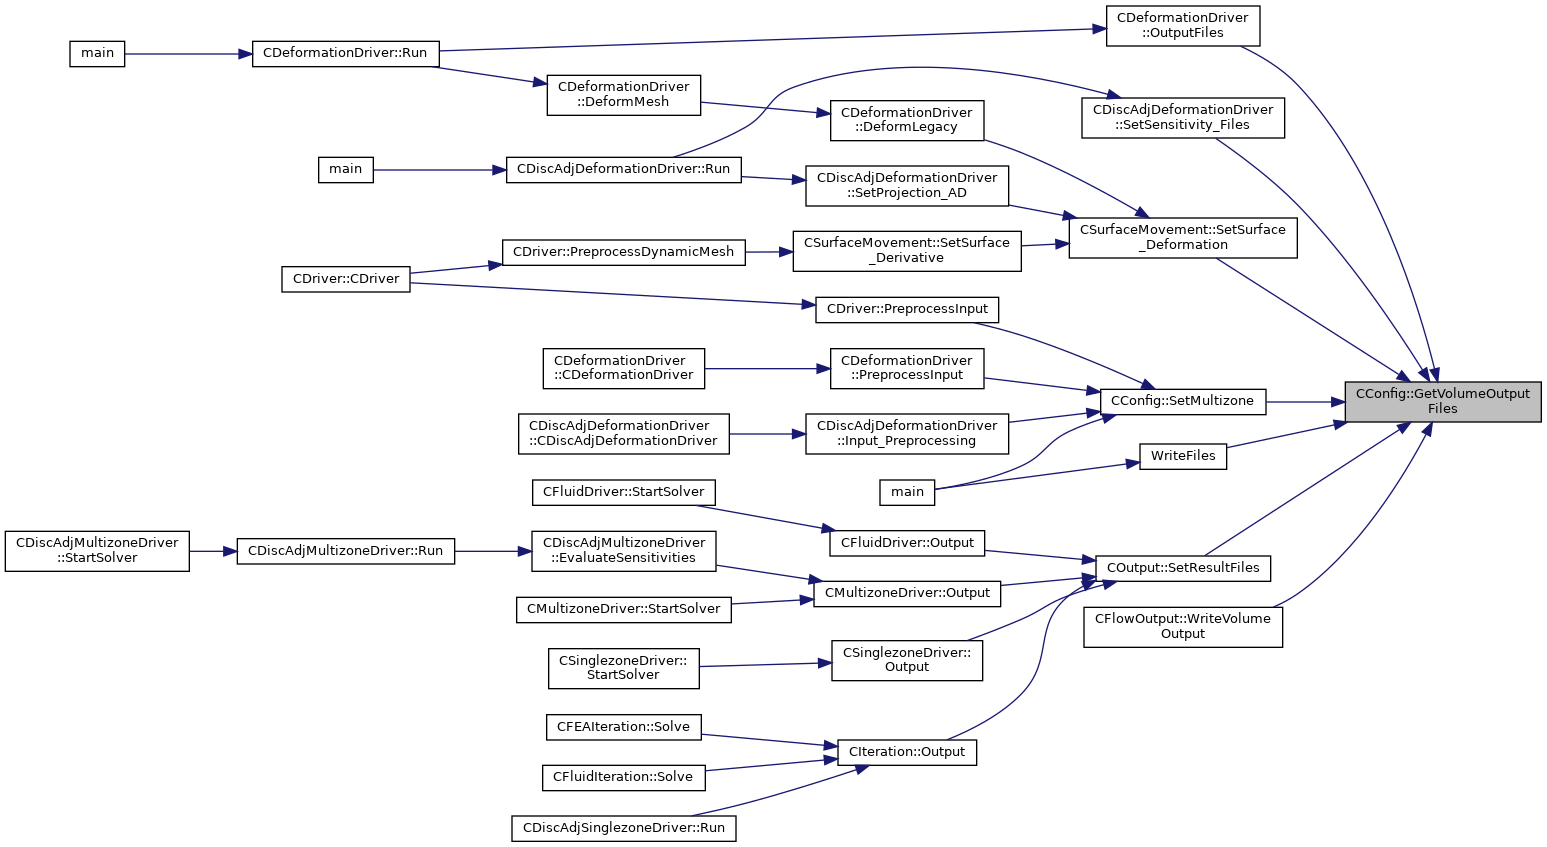 CDeformationDriver
::OutputFiles
main
CDeformationDriver::Run
CDeformationDriver
::DeformMesh
CDeformationDriver
::DeformLegacy
CDiscAdjDeformationDriver
::SetSensitivity_Files
main
CDiscAdjDeformationDriver::Run
CDiscAdjDeformationDriver
::SetProjection_AD
CSurfaceMovement::SetSurface
_Deformation
CDriver::PreprocessDynamicMesh
CSurfaceMovement::SetSurface
_Derivative
CDriver::CDriver
CDriver::PreprocessInput
CDeformationDriver
::CDeformationDriver
CDeformationDriver
::PreprocessInput
CConfig::SetMultizone
CConfig::GetVolumeOutput
Files
CDiscAdjDeformationDriver
::CDiscAdjDeformationDriver
CDiscAdjDeformationDriver
::Input_Preprocessing
WriteFiles
main
CFluidDriver::StartSolver
CFluidDriver::Output
CDiscAdjMultizoneDriver
::StartSolver
CDiscAdjMultizoneDriver::Run
CDiscAdjMultizoneDriver
::EvaluateSensitivities
COutput::SetResultFiles
CMultizoneDriver::Output
CMultizoneDriver::StartSolver
CFlowOutput::WriteVolume
Output
CSinglezoneDriver::
StartSolver
CSinglezoneDriver::
Output
CFEAIteration::Solve
CIteration::Output
CFluidIteration::Solve
CDiscAdjSinglezoneDriver::Run